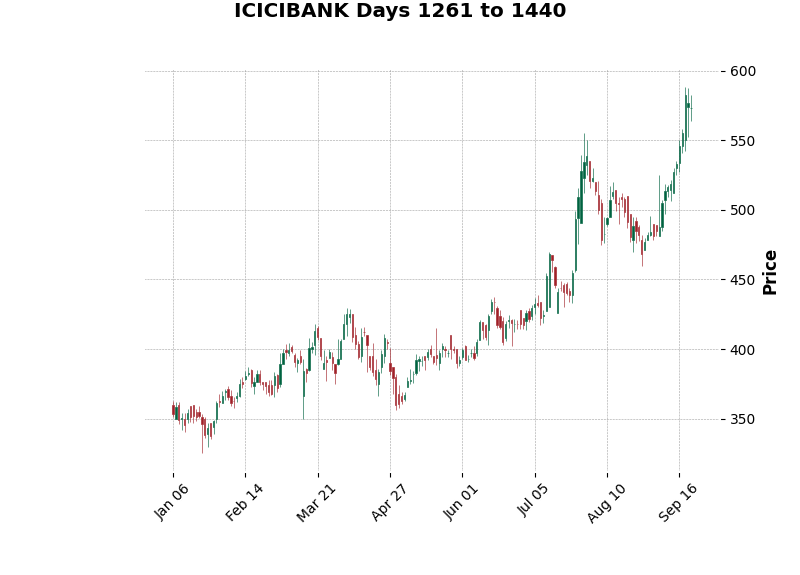 ICICIBANK Days 1261 to 1440
600
550
500
450
400
350
Price
Jan 06
Feb 14
Mar 21
Apr 27
Jun 01
Jul 05
Aug 10
Sep 16